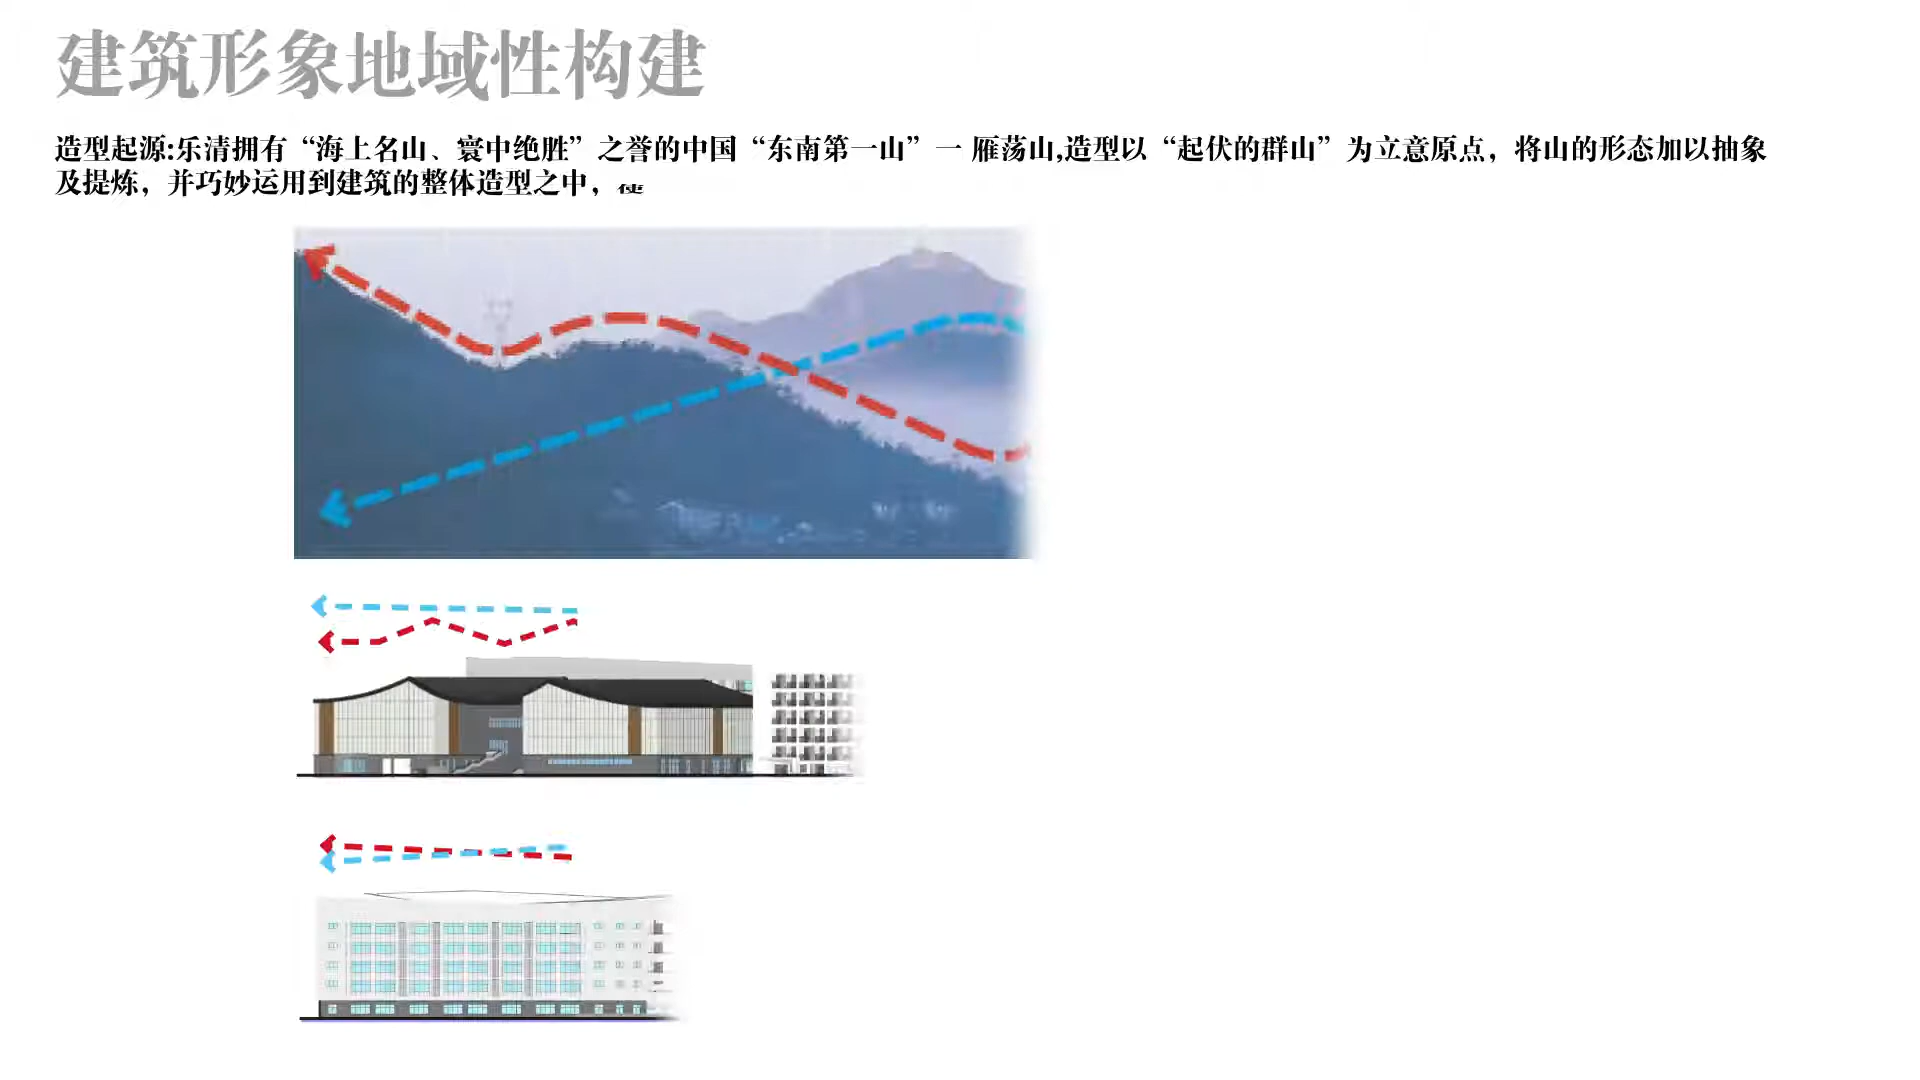 建筑形象地域性构建
造型起源:乐清拥有“海上名山、寰中绝胜”之誉的中国“东南第一山”一 雁荡山,造型以“起伏的群山”为立意原点，将山的形态加以抽象
及提炼，并巧妙运用到建筑的整体造型之中，